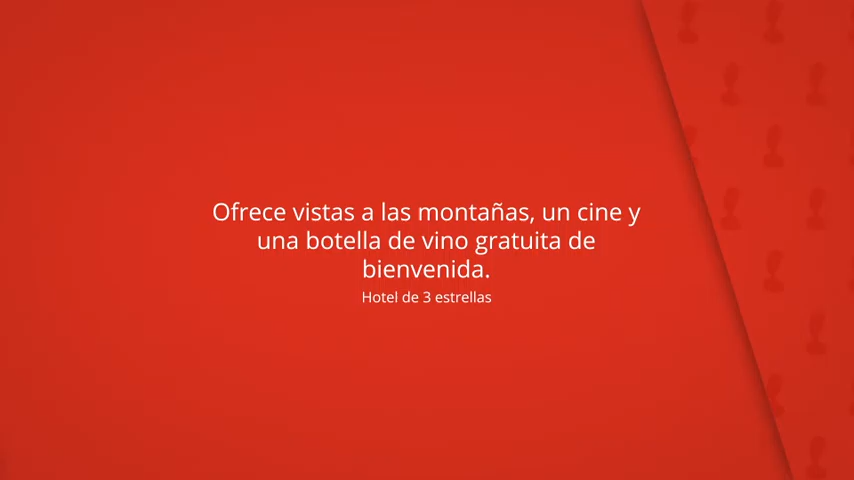 Ofrece vistas a las montañas, un cine y
una botella de vino gratuita de
bienvenida.
Hotel de 3 estrellas